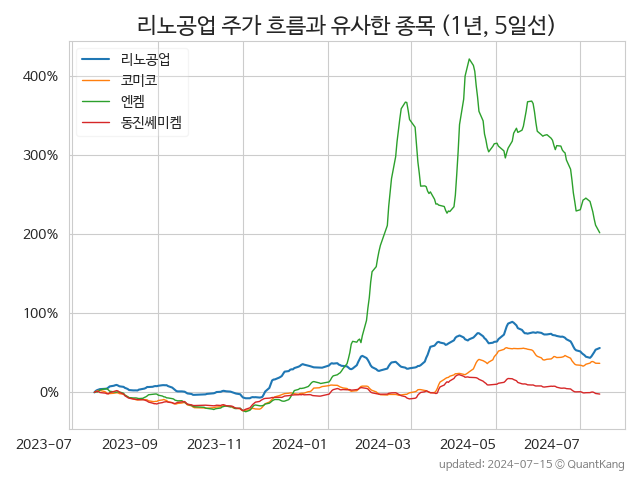 리노공업 주가 흐름과 유사한 종목 (1년, 5일선)
리노공업
코미코
엔켐
동진쎄미켐
400%
300%
200%
100%
0%
2023-07 2023-09 2023-11 2024-01 2024-03 2024-05 2024-07
updated: 2024-07-15 © QuantKang